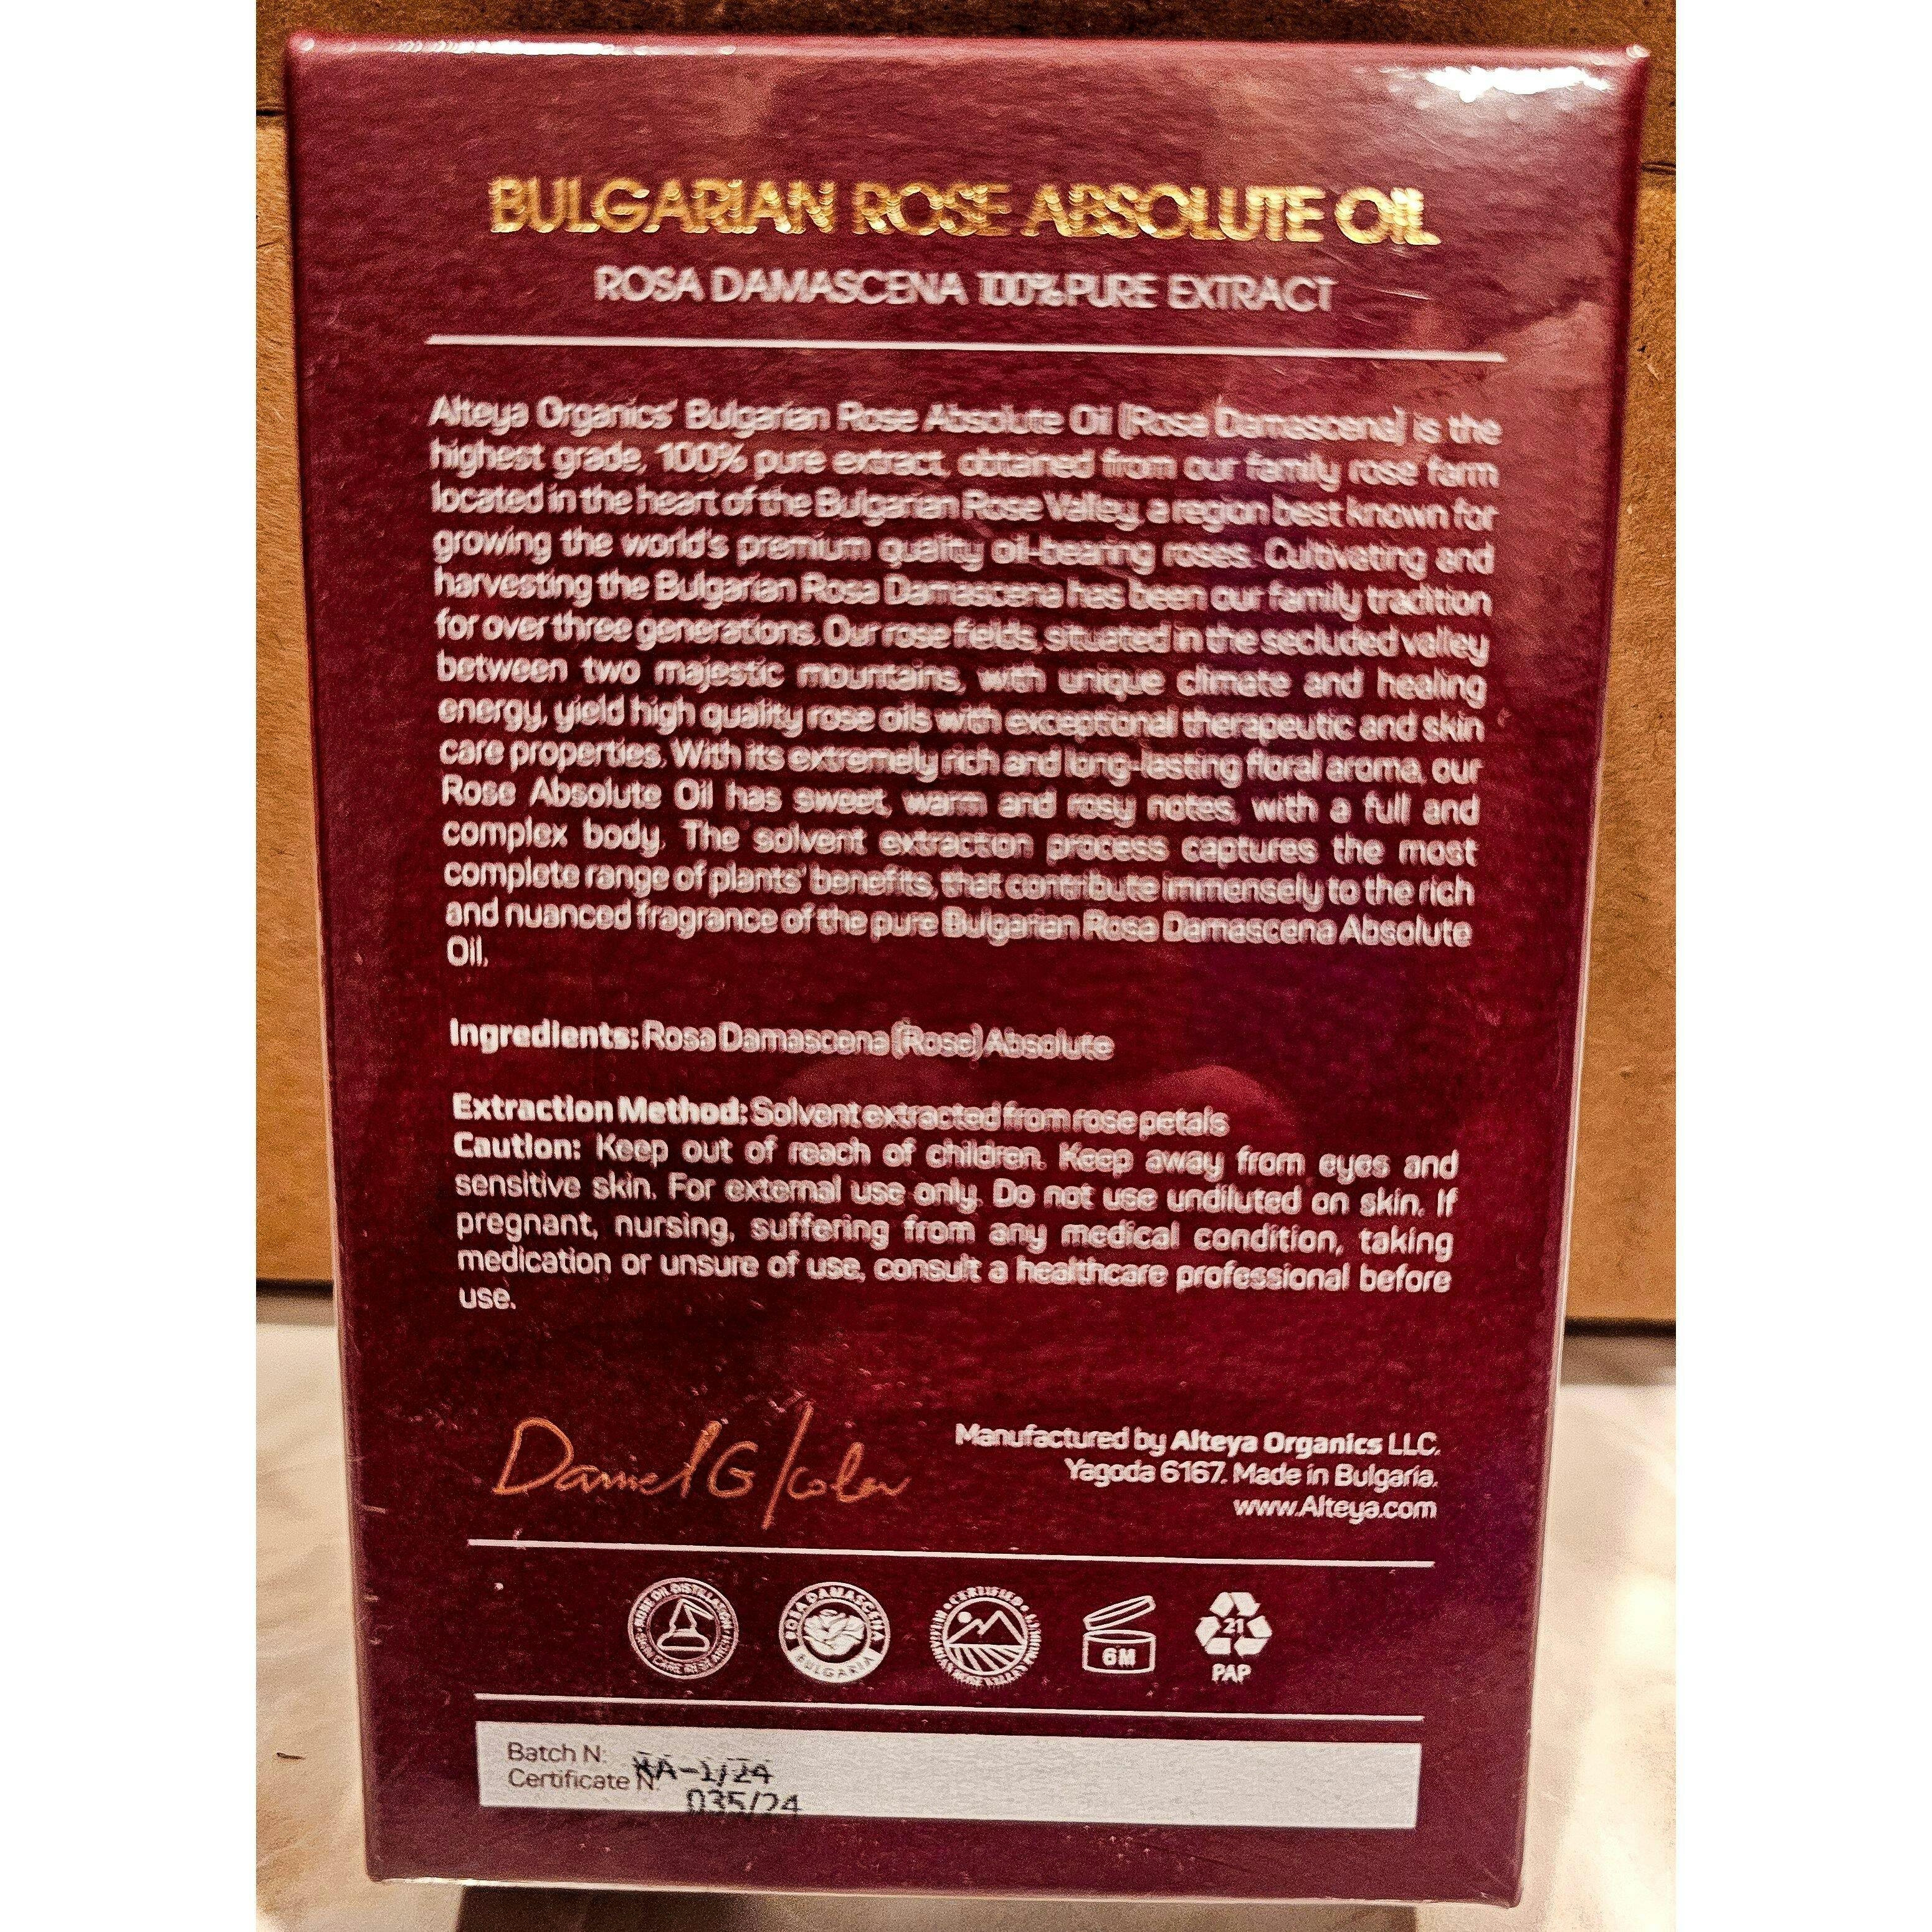 BULGARIAN ROSE ABSOLUTE OIL
ROSA DAMASCENA 100% PURE EXTRACT
Alteya Organics' Bulgarian Rose Absolute Oil (Rosa Damascena) is the
highest grade, 100% pure extract, obtained from our family rose farm
located in the heart of the Bulgarian Rose Valley, a region best known for
growing the world's premium quality oil-bearing roses. Cultivating and
harvesting the Bulgarian Rosa Damascena has been our family tradition
for over three generations. Our rose fields, situated in the secluded valley
between two majestic mountains, with unique climate and healing
energy, yield high quality rose oils with exceptional therapeutic and skin
care properties. With its extremely rich and long-lasting floral aroma, our
Rose Absolute Oil has sweet, warm and rosy notes, with a full and
complex body. The solvent extraction process captures the most
complete range of plants' benefits, that contribute immensely to the rich
and nuanced fragrance of the pure Bulgarian Rosa Damascena Absolute
Oil.
Ingredients: Rosa Damascena (Rose) Absolute
Extraction Method: Solvent extracted from rose petals
Caution: Keep out of reach of children. Keep away from eyes and
sensitive skin. For external use only. Do not use undiluted on skin. If
pregnant, nursing, suffering from any medical condition, taking
medication or unsure of use, consult a healthcare professional before
use.
Manufactured by Alteya Organics LLC.
Yagoda 6167. Made in Bulgaria.
www.Alteya.com
ROSE OIL DISTILLATION
SKIN CARE RESEARCH
ROSA DAMASCENA
BULGARIA
CERTIFIED
6M
21
PAP
Batch N: RA-1/24
Certificate N: 035/24